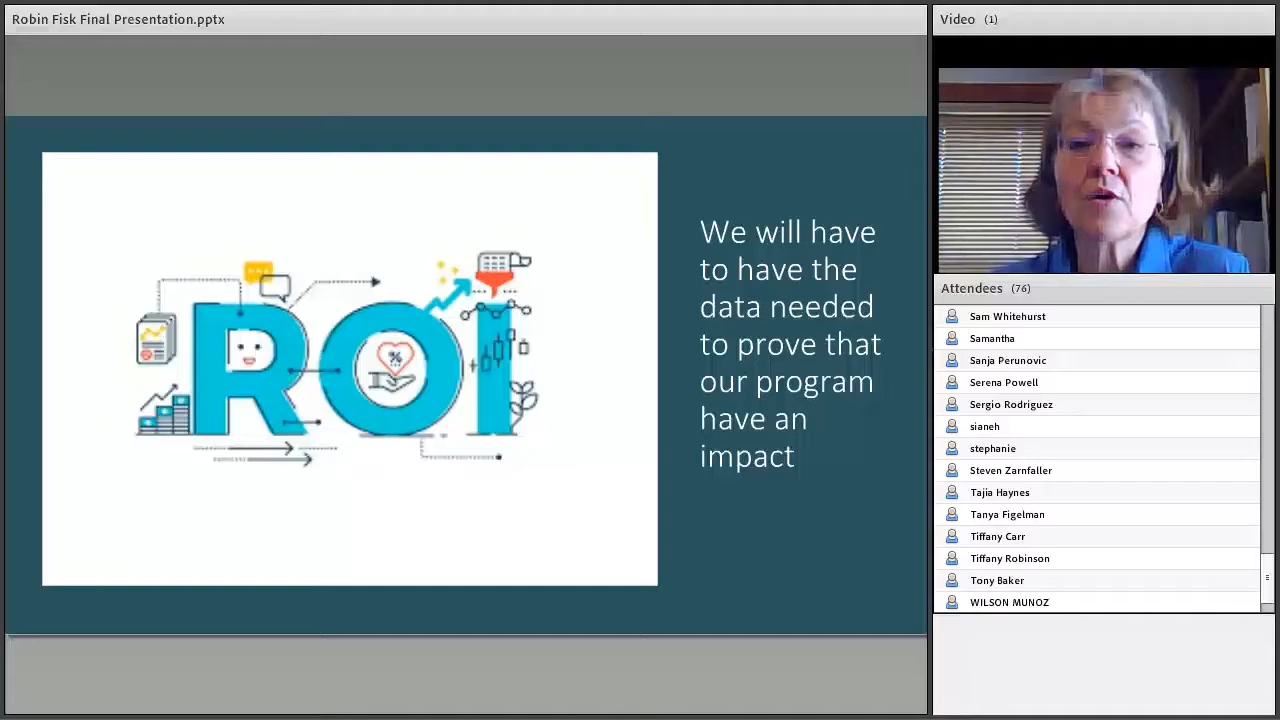 Robin Fisk Final Presentation.pptx
ROI
%
We will have
to have the
data needed
to prove that
our program
have an
impact
Video (1)
Attendees (76)
Sam Whitehurst
Samantha
Sanja Perunovic
Serena Powell
Sergio Rodriguez
sianeh
stephanie
Steven Zarnfaller
Tajia Haynes
Tanya Figelman
Tiffany Carr
Tiffany Robinson
Tony Baker
WILSON MUNOZ